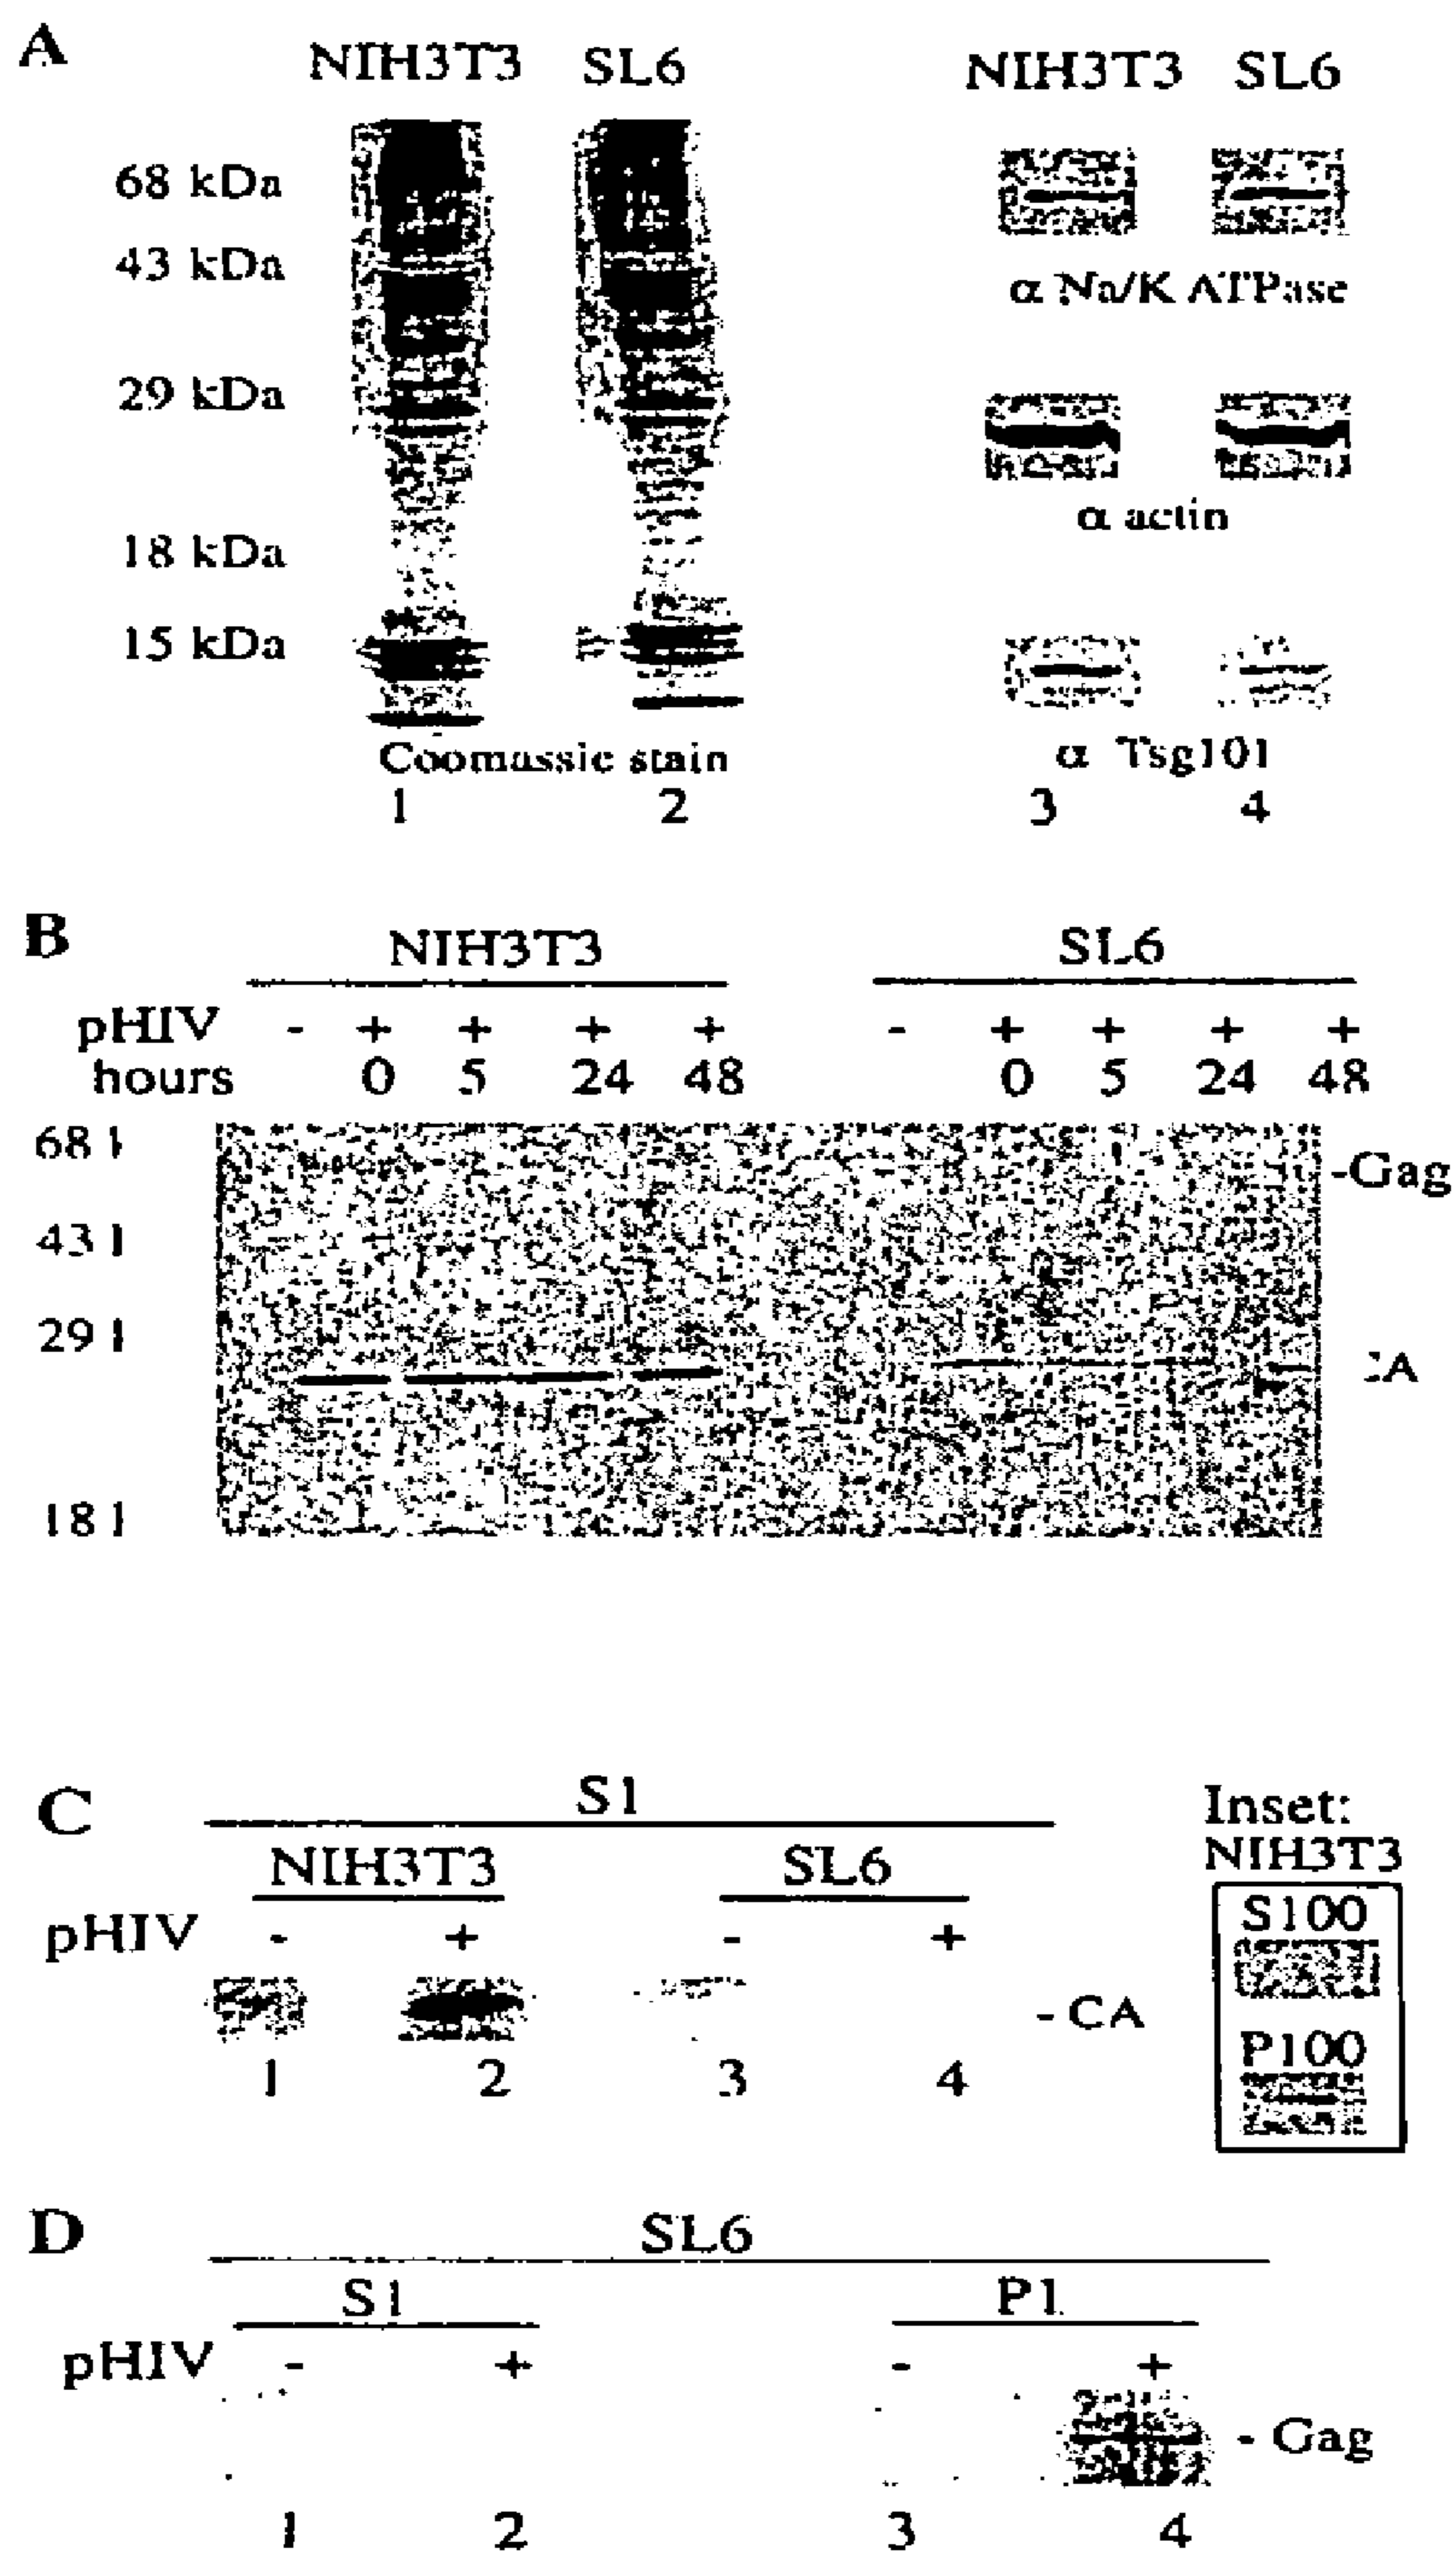 A
NIH3T3 SL6 NIH3T3 SL6
68 kDa
43 kDa
29 kDa
18 kDa
15 kDa
α Na/K ATPase
α actin
α Tsg101
Coomassie stain
1 2 3 4
B
NIH3T3 SL6
pHIV - + + + + - + + + +
hours 0 5 24 48 0 5 24 48
68
43
29
18
-Gag
CA
C
S1
NIH3T3 SL6
pHIV - + - +
- CA
1 2 3 4
Inset:
NIH3T3
S100
P100
D
SL6
S1 P1
pHIV - + - +
- Gag
1 2 3 4